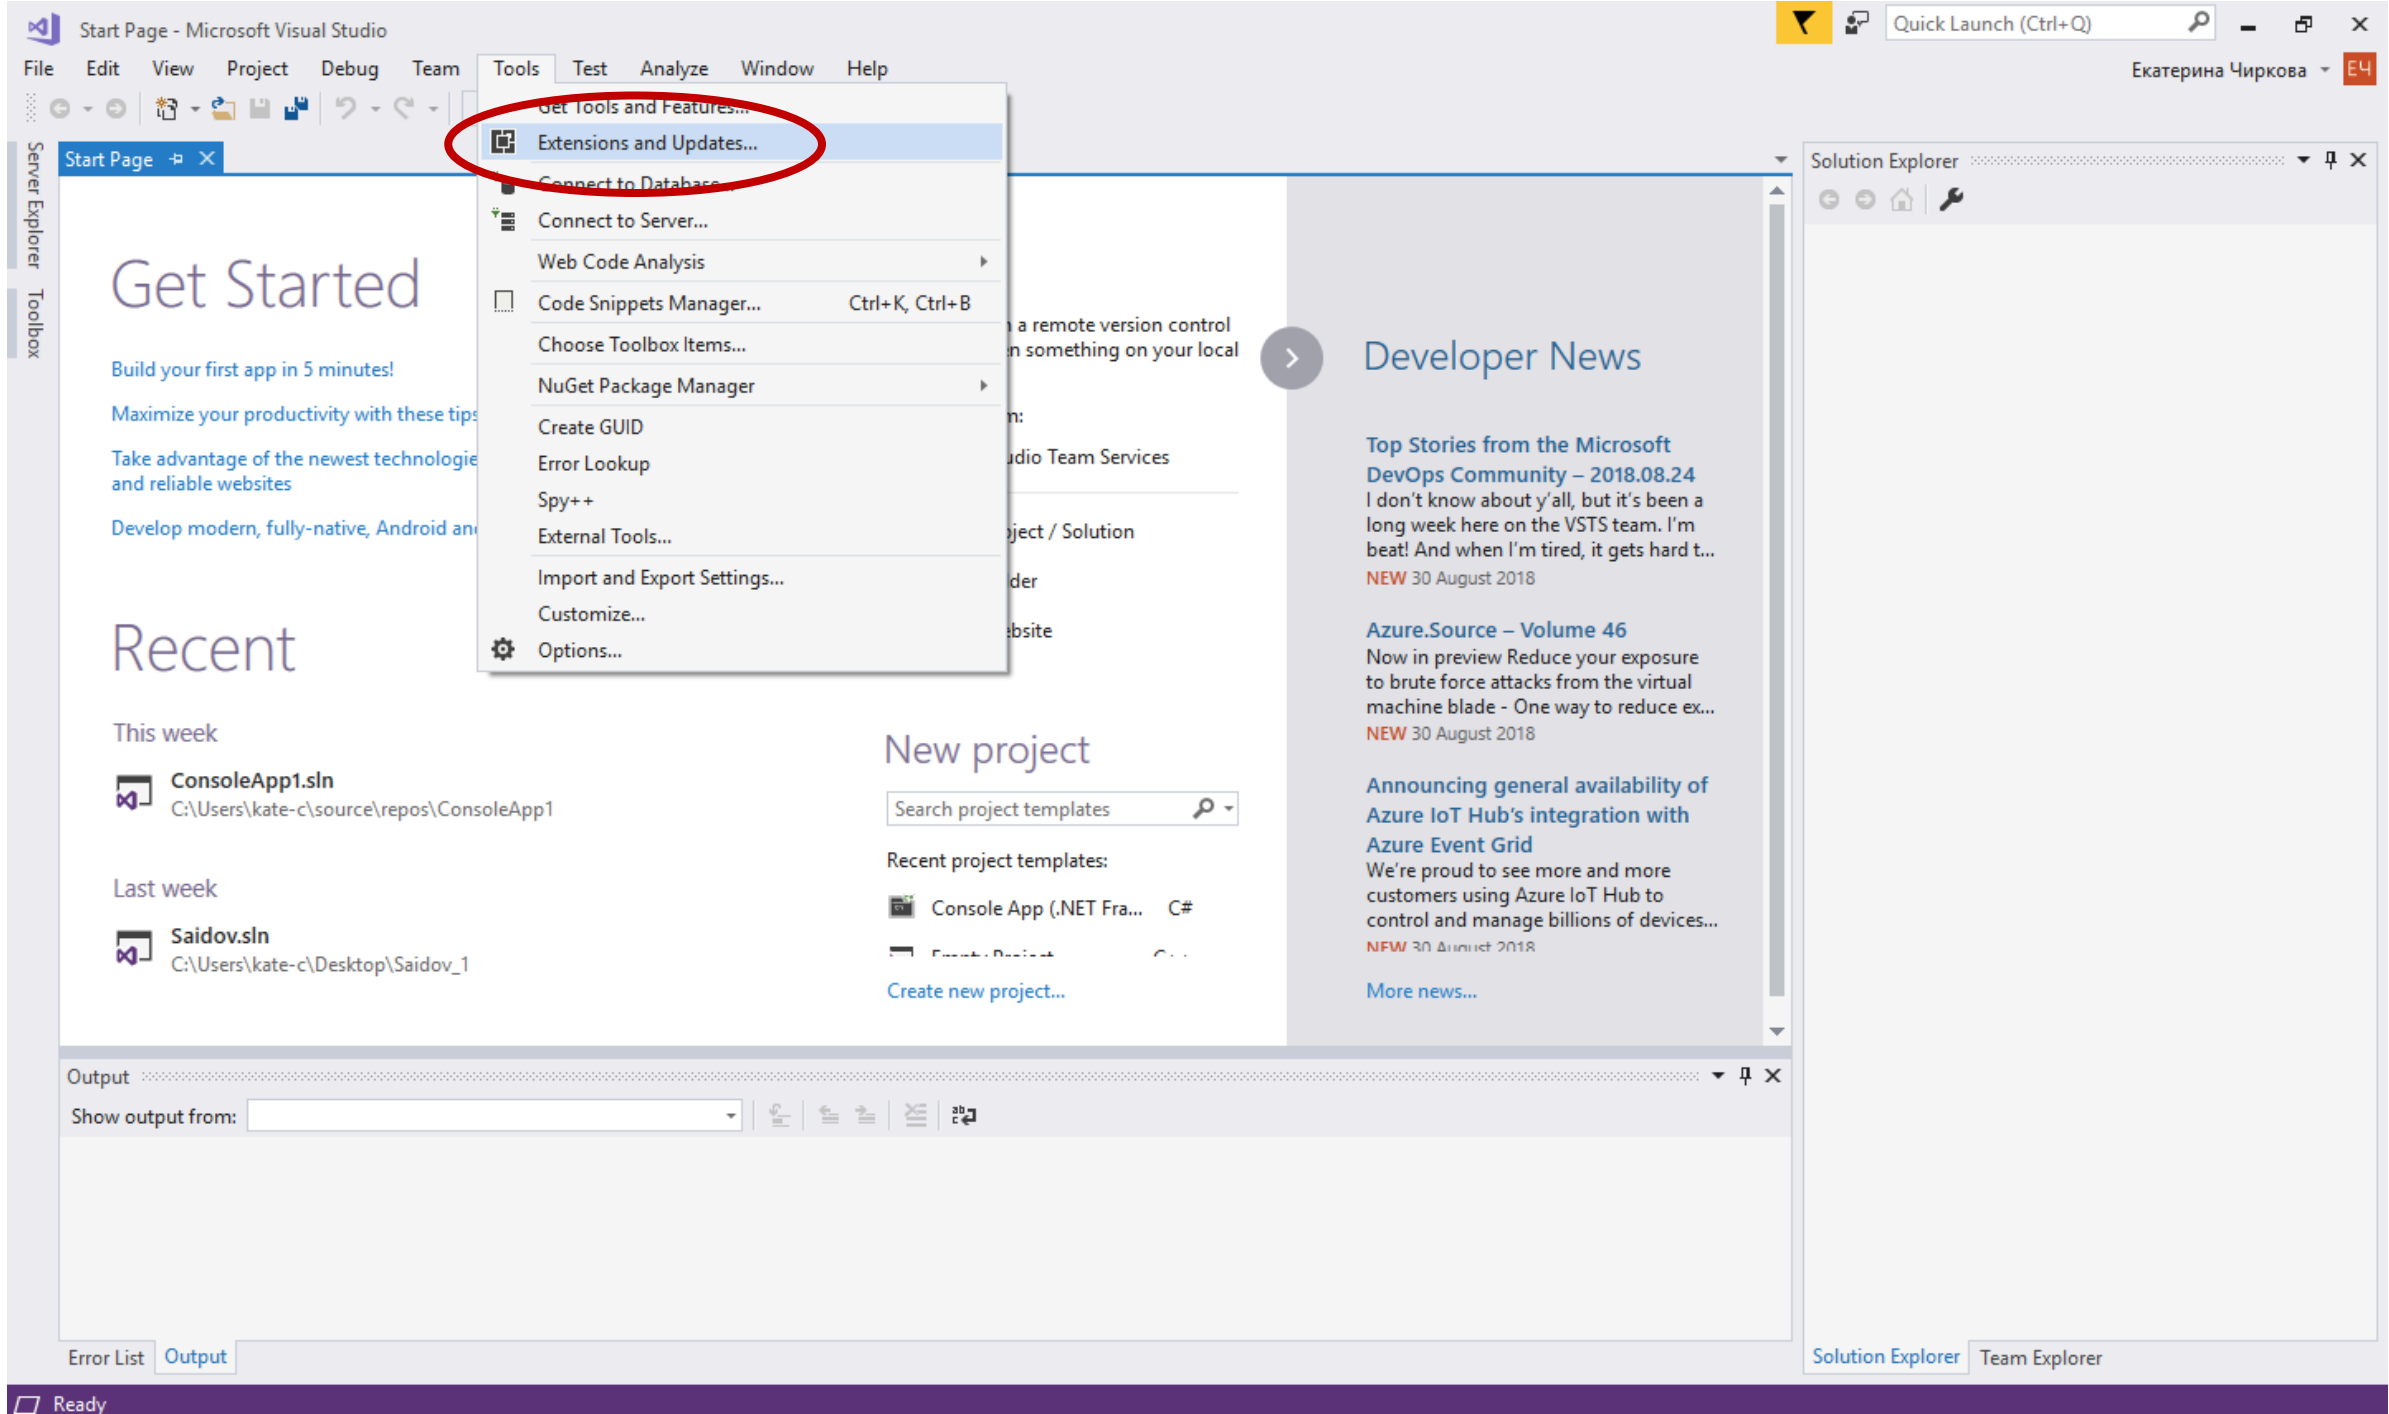 Start Page - Microsoft Visual Studio
Quick Launch (Ctrl+Q)
File Edit View Project Debug Team Tools Test Analyze Window Help
Екатерина Чиркова ЕЧ
Get Tools and Features...
Extensions and Updates...
Connect to Database...
Connect to Server...
Web Code Analysis
Code Snippets Manager... Ctrl+K, Ctrl+B
Choose Toolbox Items...
NuGet Package Manager
Create GUID
Error Lookup
Spy++
External Tools...
Import and Export Settings...
Customize...
Options...
Server Explorer
Toolbox
Start Page
Get Started
Build your first app in 5 minutes!
Maximize your productivity with these tips
Take advantage of the newest technologie
and reliable websites
Develop modern, fully-native, Android an
Recent
This week
ConsoleApp1.sln
C:\Users\kate-c\source\repos\ConsoleApp1
Last week
Saidov.sln
C:\Users\kate-c\Desktop\Saidov_1
a remote version control
n something on your local
m:
udio Team Services
ject / Solution
der
ebsite
New project
Search project templates
Recent project templates:
Console App (.NET Fra... C#
Empty Project C++
Create new project...
Developer News
Top Stories from the Microsoft
DevOps Community – 2018.08.24
I don't know about y'all, but it's been a
long week here on the VSTS team. I'm
beat! And when I'm tired, it gets hard t...
NEW 30 August 2018
Azure.Source – Volume 46
Now in preview Reduce your exposure
to brute force attacks from the virtual
machine blade - One way to reduce ex...
NEW 30 August 2018
Announcing general availability of
Azure IoT Hub's integration with
Azure Event Grid
We're proud to see more and more
customers using Azure IoT Hub to
control and manage billions of devices...
NEW 30 August 2018
More news...
Solution Explorer
Output
Show output from:
Error List Output
Solution Explorer Team Explorer
Ready